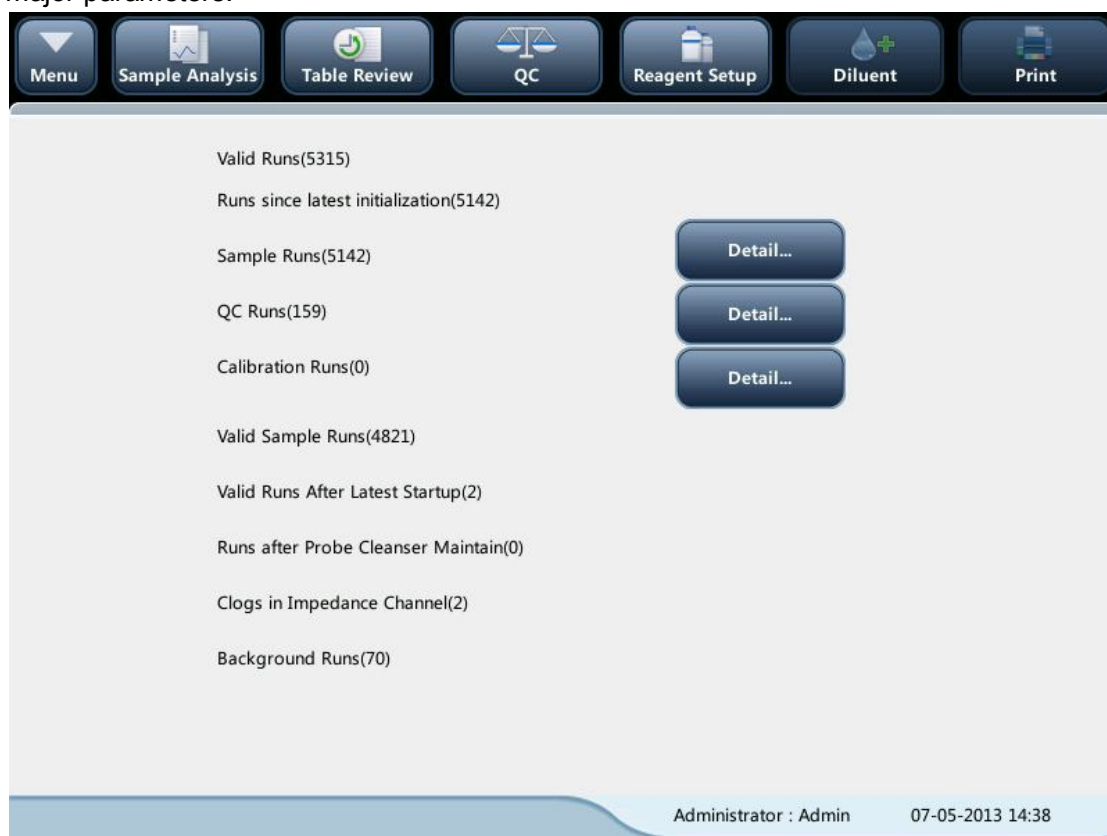 major parameters.
Menu
Sample Analysis
Table Review
QC
Reagent Setup
Diluent
Print
Valid Runs(5315)
Runs since latest initialization(5142)
Sample Runs(5142)
Detail...
QC Runs(159)
Detail...
Calibration Runs(0)
Detail...
Valid Sample Runs(4821)
Valid Runs After Latest Startup(2)
Runs after Probe Cleanser Maintain(0)
Clogs in Impedance Channel(2)
Background Runs(70)
Administrator : Admin 07-05-2013 14:38